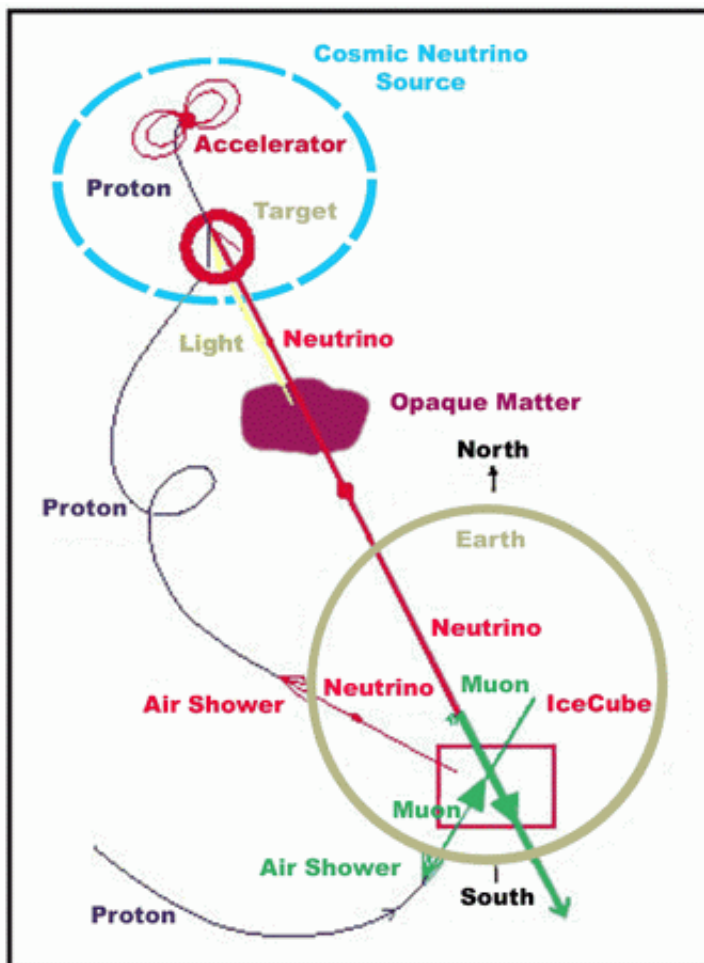 Cosmic Neutrino
Source
Accelerator
Proton
Target
Light
Neutrino
Opaque Matter
North
Proton
Earth
Neutrino
Neutrino
Muon
Air Shower
IceCube
Muon
Air Shower
South
Proton